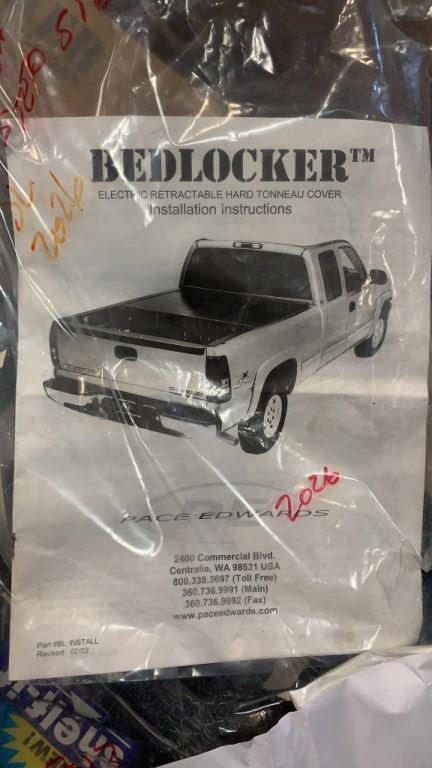 BEDLOCKER™
ELECTRIC RETRACTABLE HARD TONNEAU COVER
Installation Instructions
2026
2026
PACE EDWARDS
2400 Commercial Blvd.
Centralia, WA 98531 USA
800.338.3697 (Toll Free)
360.736.9991 (Main)
360.736.9992 (Fax)
www.paceedwards.com
Part #BL-INSTALL
Revised: 02/02